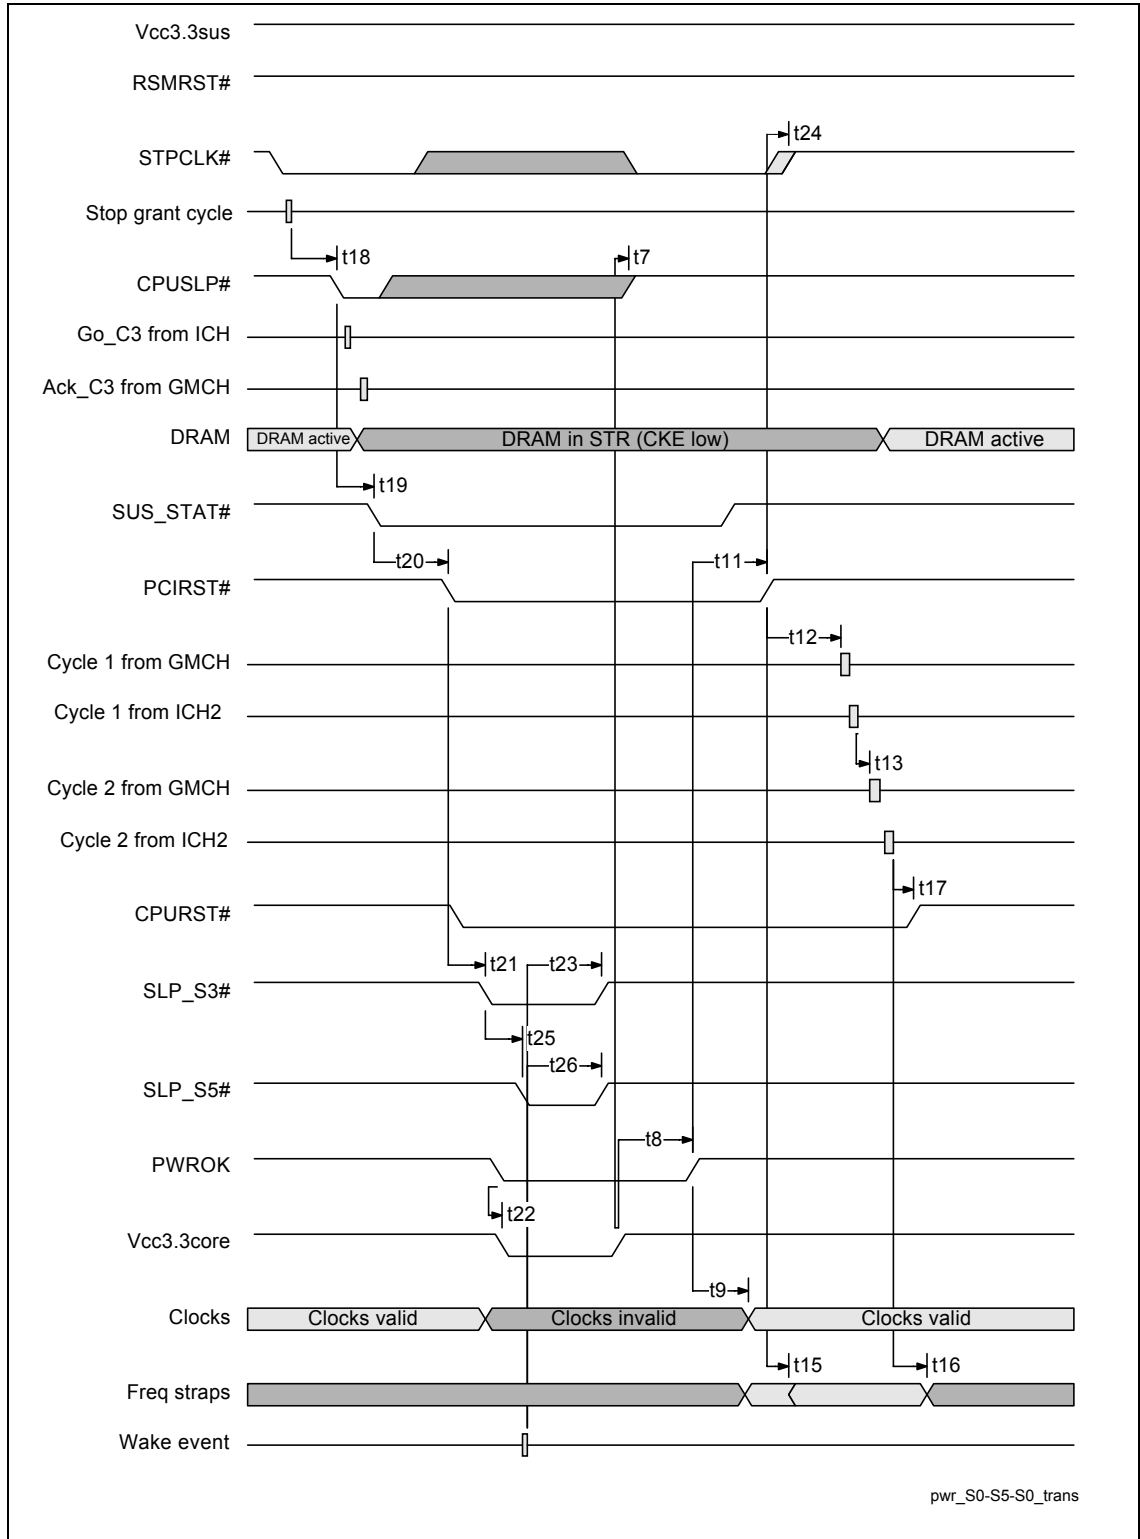 Vcc3.3sus
RSMRST#
t24
STPCLK#
Stop grant cycle
t18
t7
CPUSLP#
Go_C3 from ICH
Ack_C3 from GMCH
DRAM
DRAM active
DRAM in STR (CKE low)
DRAM active
t19
SUS_STAT#
t20
t11
PCIRST#
t12
Cycle 1 from GMCH
Cycle 1 from ICH2
t13
Cycle 2 from GMCH
Cycle 2 from ICH2
t17
CPURST#
t21
t23
SLP_S3#
t25
t26
SLP_S5#
t8
PWROK
t22
Vcc3.3core
t9
Clocks
Clocks valid
Clocks invalid
Clocks valid
t15
t16
Freq straps
Wake event
pwr_S0-S5-S0_trans